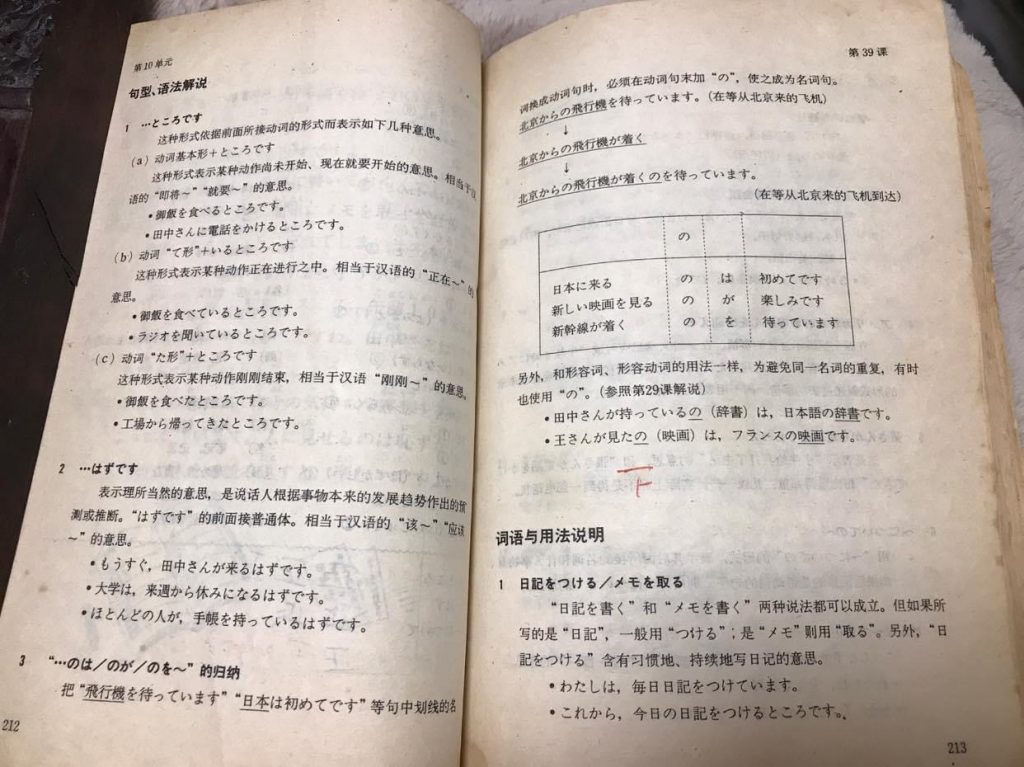 第10单元
句型、语法解说
1 …ところです
这种形式依据前面所接动词的形式而表示如下几种意思。
(a) 动词基本形+ところです
这种形式表示某种动作尚未开始、现在就要开始的意思。相当于汉
语的“即将~”“就要~”的意思。
•御飯を食べるところです。
•田中さんに電話をかけるところです。
(b) 动词“て形”+いるところです
这种形式表示某种动作正在进行之中。相当于汉语的“正在~”的
意思。
•御飯を食べているところです。
•ラジオを聞いているところです。
(c) 动词“た形”+ところです
这种形式表示某种动作刚刚结束，相当于汉语“刚刚~”的意思。
•御飯を食べたところです。
•工場から帰ってきたところです。
2 …はずです
表示理所当然的意思，是说话人根据事物本来的发展趋势作出的预
测或推断。“はずです”的前面接普通体。相当于汉语的“该~”“应该
~”的意思。
•もうすぐ，田中さんが来るはずです。
•大学は，来週から休みになるはずです。
•ほとんどの人が，手帳を持っているはずです。
3 “…のは／のが／のを~”的归纳
把“飛行機を待っています”“日本は初めてです”等句中划线的名
212
第39课
词换成动词句时，必须在动词句末加“の”，使之成为名词句。
北京からの飛行機を待っています。(在等从北京来的飞机)
↓
北京からの飛行機が着く
↓
北京からの飛行機が着くのを待っています。
(在等从北京来的飞机到达)
の
日本に来る の は 初めてです
新しい映画を見る の が 楽しみです
新幹線が着く の を 待っています
另外，和形容词、形容动词的用法一样，为避免同一名词的重复，有时
也使用“の”。(参照第29课解说)
•田中さんが持っているの（辞書）は，日本語の辞書です。
•王さんが見たの（映画）は，フランスの映画です。
词语与用法说明
1 日記をつける／メモを取る
“日記を書く”和“メモを書く”两种说法都可以成立。但如果所
写的是“日記”，一般用“つける”；是“メモ”则用“取る”。另外，“日
記をつける”含有习惯地、持续地写日记的意思。
•わたしは，毎日日記をつけています。
•これから，今日の日記をつけるところです。
213